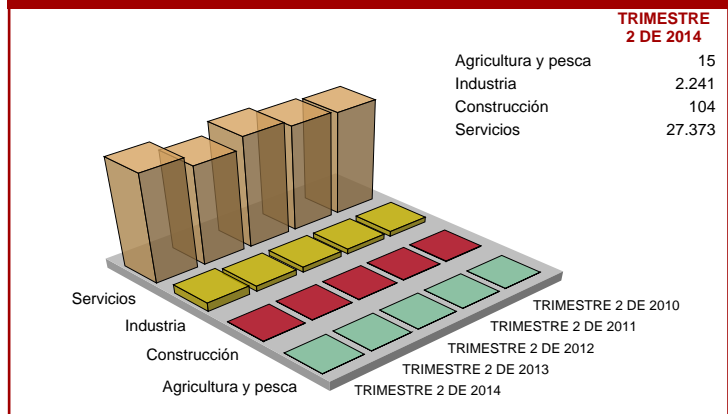 TRIMESTRE
2 DE 2014
Agricultura y pesca 15
Industria 2.241
Construcción 104
Servicios 27.373
Servicios
Industria
Construcción
Agricultura y pesca
TRIMESTRE 2 DE 2010
TRIMESTRE 2 DE 2011
TRIMESTRE 2 DE 2012
TRIMESTRE 2 DE 2013
TRIMESTRE 2 DE 2014